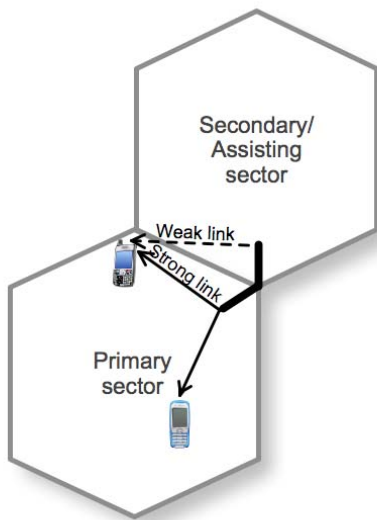 Secondary/
Assisting
sector
Weak link
Strong link
Primary
sector